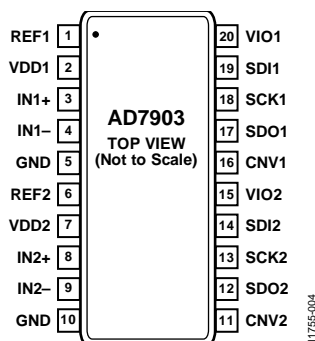 REF1 1
VDD1 2
IN1+ 3
IN1– 4
GND 5
REF2 6
VDD2 7
IN2+ 8
IN2– 9
GND 10
AD7903
TOP VIEW
(Not to Scale)
20 VIO1
19 SDI1
18 SCK1
17 SDO1
16 CNV1
15 VIO2
14 SDI2
13 SCK2
12 SDO2
11 CNV2
11755-004